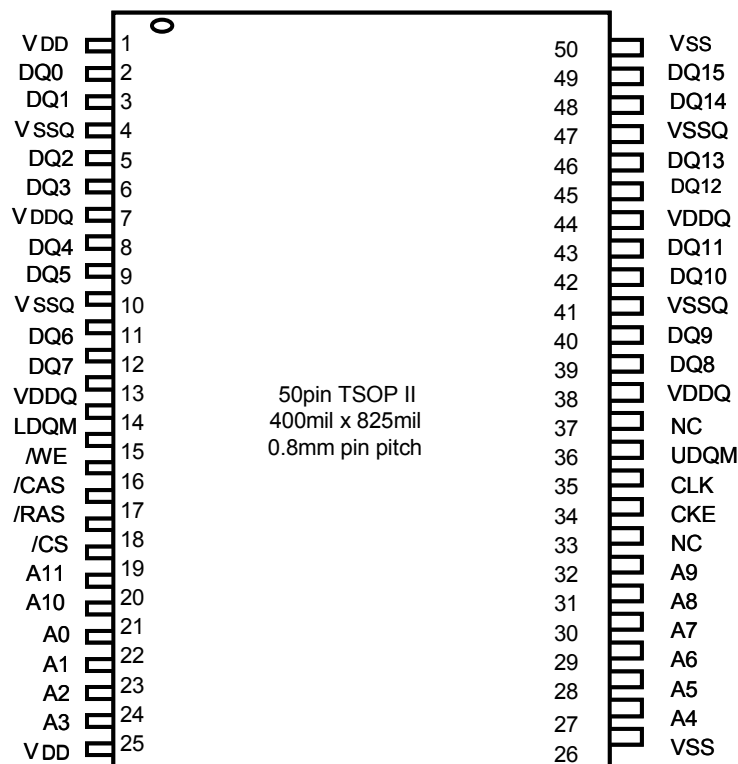 VDD 1 50 VSS
DQ0 2 49 DQ15
DQ1 3 48 DQ14
VSSQ 4 47 VSSQ
DQ2 5 46 DQ13
DQ3 6 45 DQ12
VDDQ 7 44 VDDQ
DQ4 8 43 DQ11
DQ5 9 42 DQ10
VSSQ 10 41 VSSQ
DQ6 11 40 DQ9
DQ7 12 39 DQ8
VDDQ 13 38 VDDQ
LDQM 14 37 NC
/WE 15 36 UDQM
/CAS 16 35 CLK
/RAS 17 34 CKE
/CS 18 33 NC
A11 19 32 A9
A10 20 31 A8
A0 21 30 A7
A1 22 29 A6
A2 23 28 A5
A3 24 27 A4
VDD 25 26 VSS
50pin TSOP II
400mil x 825mil
0.8mm pin pitch